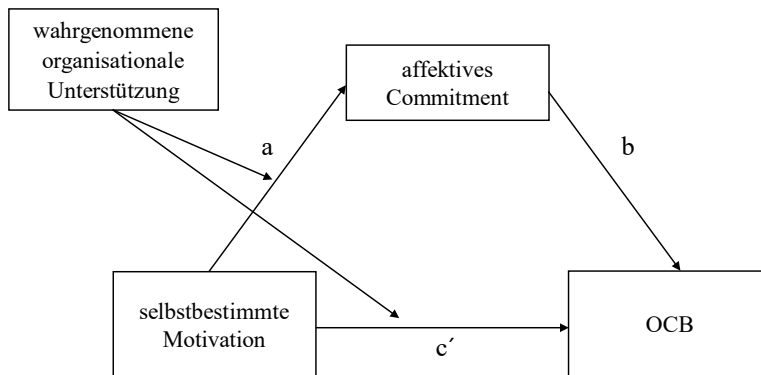 wahrgenommene
organisationale
Unterstützung
affektives
Commitment
a
b
selbstbestimmte
Motivation
c´
OCB